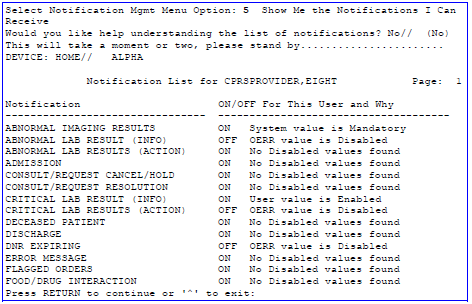 Select Notification Mgmt Menu Option: 5  Show Me the Notifications I Can
Receive
Would you like help understanding the list of notifications? No//  (No)
This will take a moment or two, please stand by.......................
DEVICE: HOME//   ALPHA
Notification List for CPRSPROVIDER,EIGHT          Page:  1
Notification                  ON/OFF For This User and Why
-----------------------------  ----------------------------------
ABNORMAL IMAGING RESULTS      ON   System value is Mandatory
ABNORMAL LAB RESULT (INFO)    OFF  OERR value is Disabled
ABNORMAL LAB RESULTS (ACTION) ON   No Disabled values found
ADMISSION                     ON   No Disabled values found
CONSULT/REQUEST CANCEL/HOLD   ON   No Disabled values found
CONSULT/REQUEST RESOLUTION    ON   No Disabled values found
CRITICAL LAB RESULT (INFO)    ON   User value is Enabled
CRITICAL LAB RESULTS (ACTION) OFF  OERR value is Disabled
DECEASED PATIENT              ON   No Disabled values found
DISCHARGE                     ON   No Disabled values found
DNR EXPIRING                  OFF  OERR value is Disabled
ERROR MESSAGE                 ON   No Disabled values found
FLAGGED ORDERS                ON   No Disabled values found
FOOD/DRUG INTERACTION         ON   No Disabled values found
Press RETURN to continue or '^' to exit: